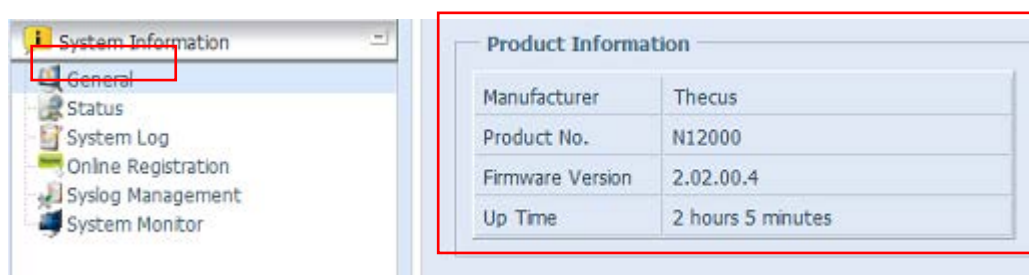 System Information
General
Status
System Log
Online Registration
Syslog Management
System Monitor
Product Information
Manufacturer Thecus
Product No. N12000
Firmware Version 2.02.00.4
Up Time 2 hours 5 minutes